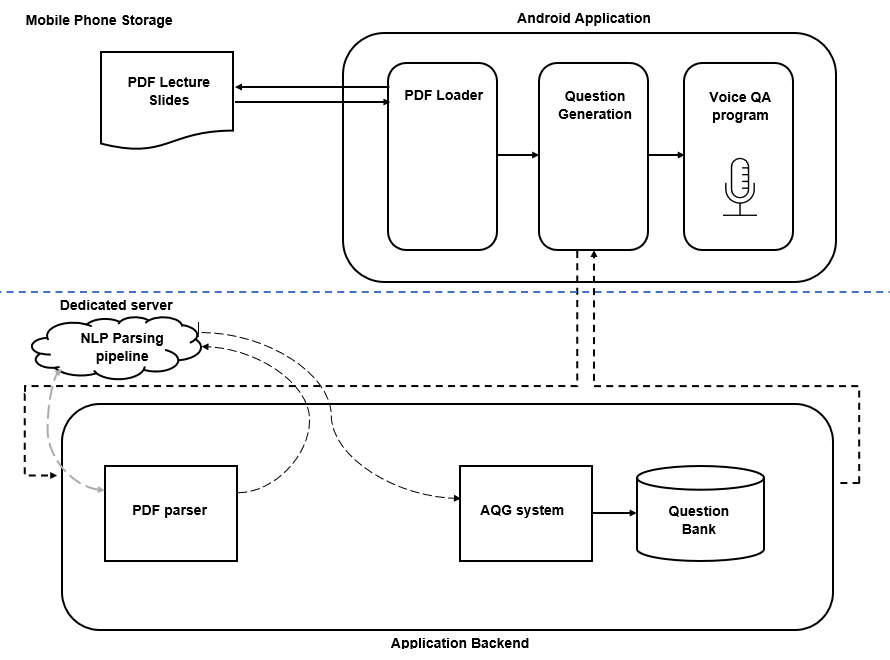 Mobile Phone Storage
Android Application
PDF Lecture
Slides
PDF Loader
Question
Generation
Voice QA
program
Dedicated server
NLP Parsing
pipeline
PDF parser
AQG system
Question
Bank
Application Backend